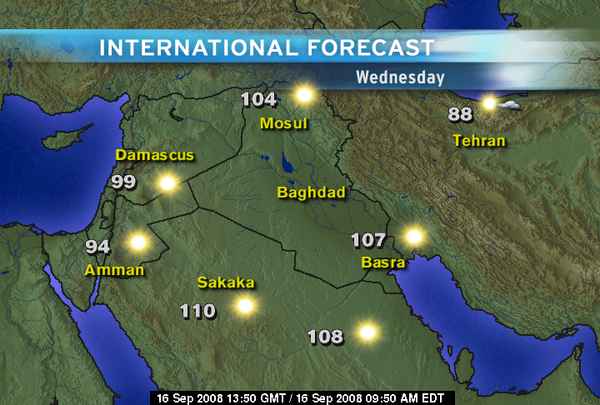 INTERNATIONAL FORECAST
Wednesday
104
Mosul
88
Tehran
Damascus
99
Baghdad
94
Amman
107
Basra
Sakaka
110
108
16 Sep 2008 13:50 GMT / 16 Sep 2008 09:50 AM EDT